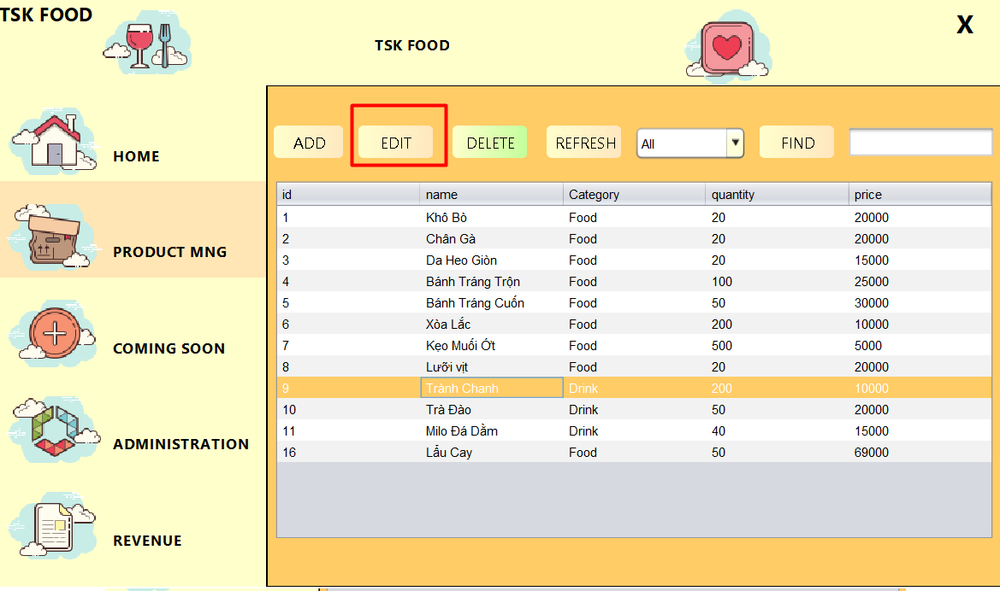 TSK FOOD
TSK FOOD
X
HOME
PRODUCT MNG
COMING SOON
ADMINISTRATION
REVENUE
ADD EDIT DELETE REFRESH All FIND
id name Category quantity price
1 Khô Bò Food 20 20000
2 Chân Gà Food 20 20000
3 Da Heo Giòn Food 20 15000
4 Bánh Tráng Trộn Food 100 25000
5 Bánh Tráng Cuốn Food 50 30000
6 Xòa Lắc Food 200 10000
7 Kẹo Muối Ớt Food 500 5000
8 Lưỡi vịt Food 20 20000
9 Trành Chanh Drink 200 10000
10 Trà Đào Drink 50 20000
11 Milo Đá Dằm Drink 40 15000
16 Lẩu Cay Food 50 69000